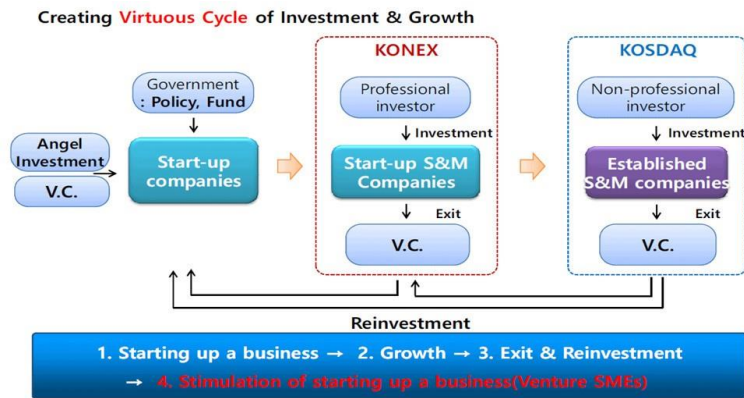 Creating Virtuous Cycle of Investment & Growth
KONEX
KOSDAQ
Government
: Policy, Fund
Professional
investor
Non-professional
investor
Investment
Investment
Angel
Investment
V.C.
Start-up
companies
Start-up S&M
Companies
Established
S&M companies
Exit
Exit
V.C.
V.C.
Reinvestment
1. Starting up a business → 2. Growth → 3. Exit & Reinvestment
→ 4. Stimulation of starting up a business(Venture SMEs)